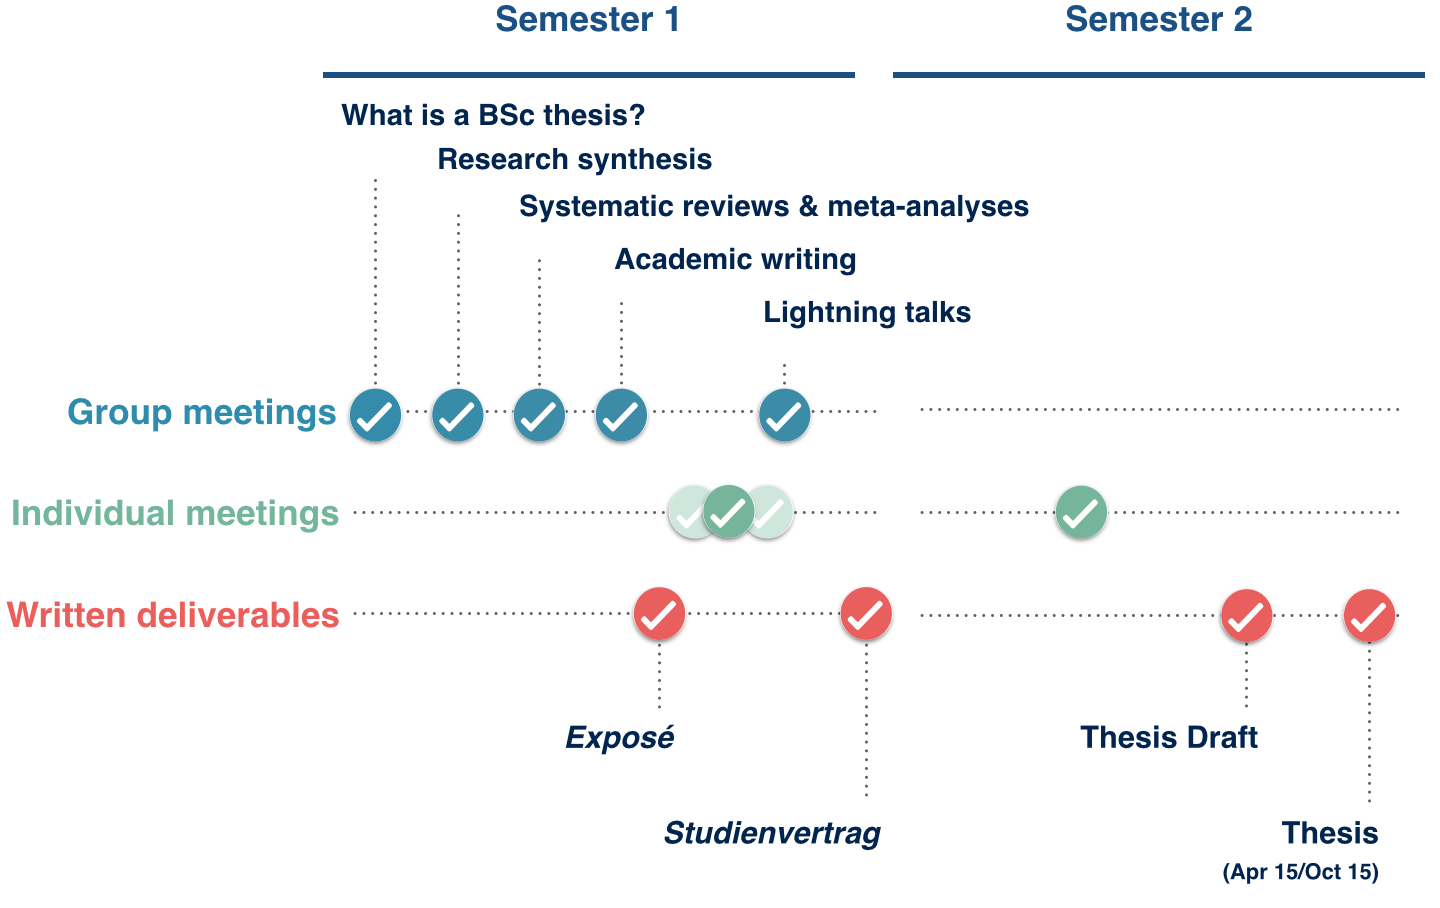 Semester 1
Semester 2
What is a BSc thesis?
Research synthesis
Systematic reviews & meta-analyses
Academic writing
Lightning talks
Group meetings
Individual meetings
Written deliverables
Exposé
Thesis Draft
Studienvertrag
Thesis
(Apr 15/Oct 15)